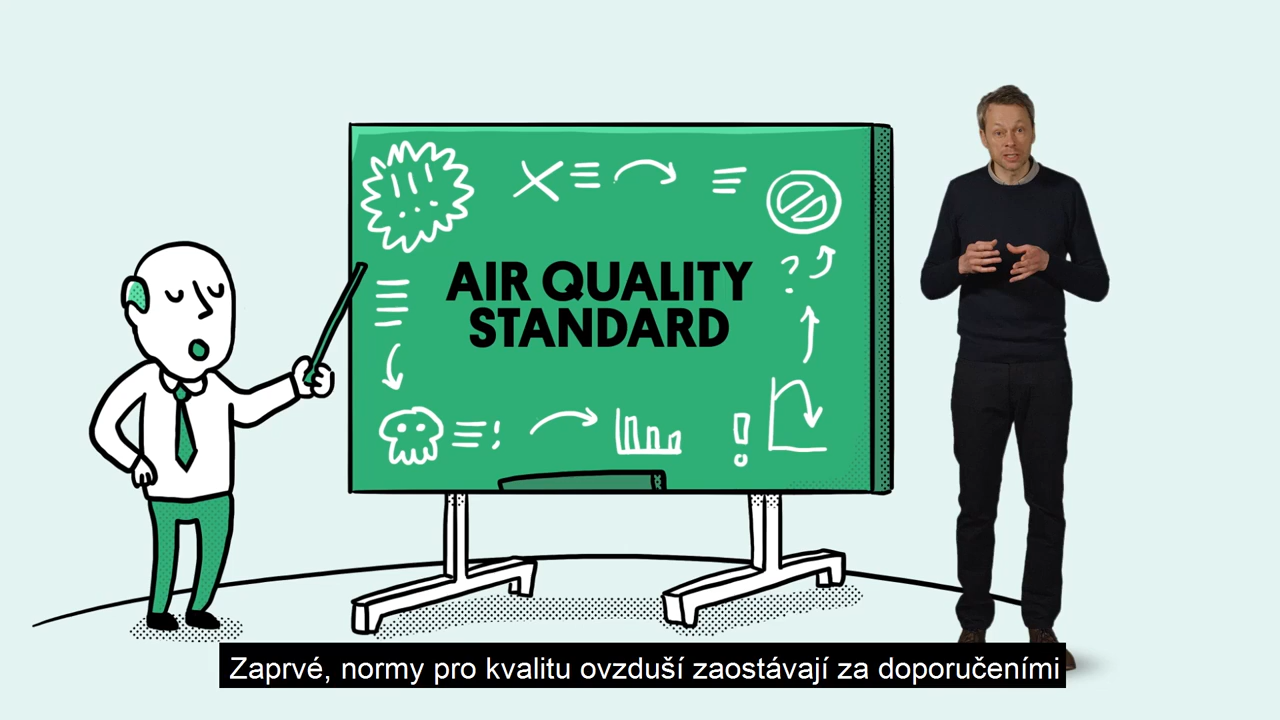 AIR QUALITY
STANDARD
Zaprvé, normy pro kvalitu ovzduší zaostávají za doporučeními